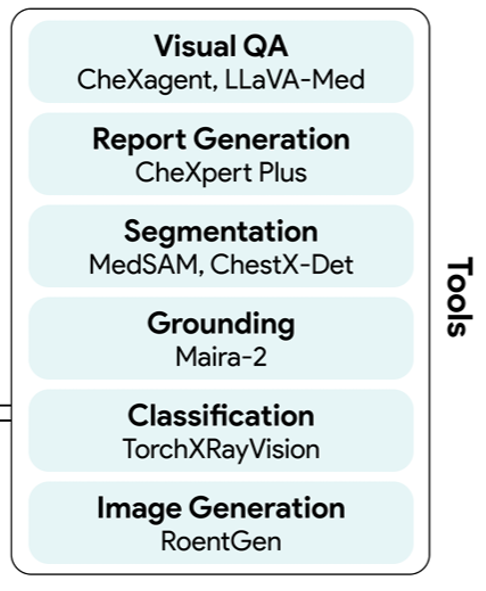 Visual QA
CheXagent, LLaVA-Med
Report Generation
CheXpert Plus
Segmentation
MedSAM, ChestX-Det
Grounding
Maira-2
Classification
TorchXRayVision
Image Generation
RoentGen
Tools